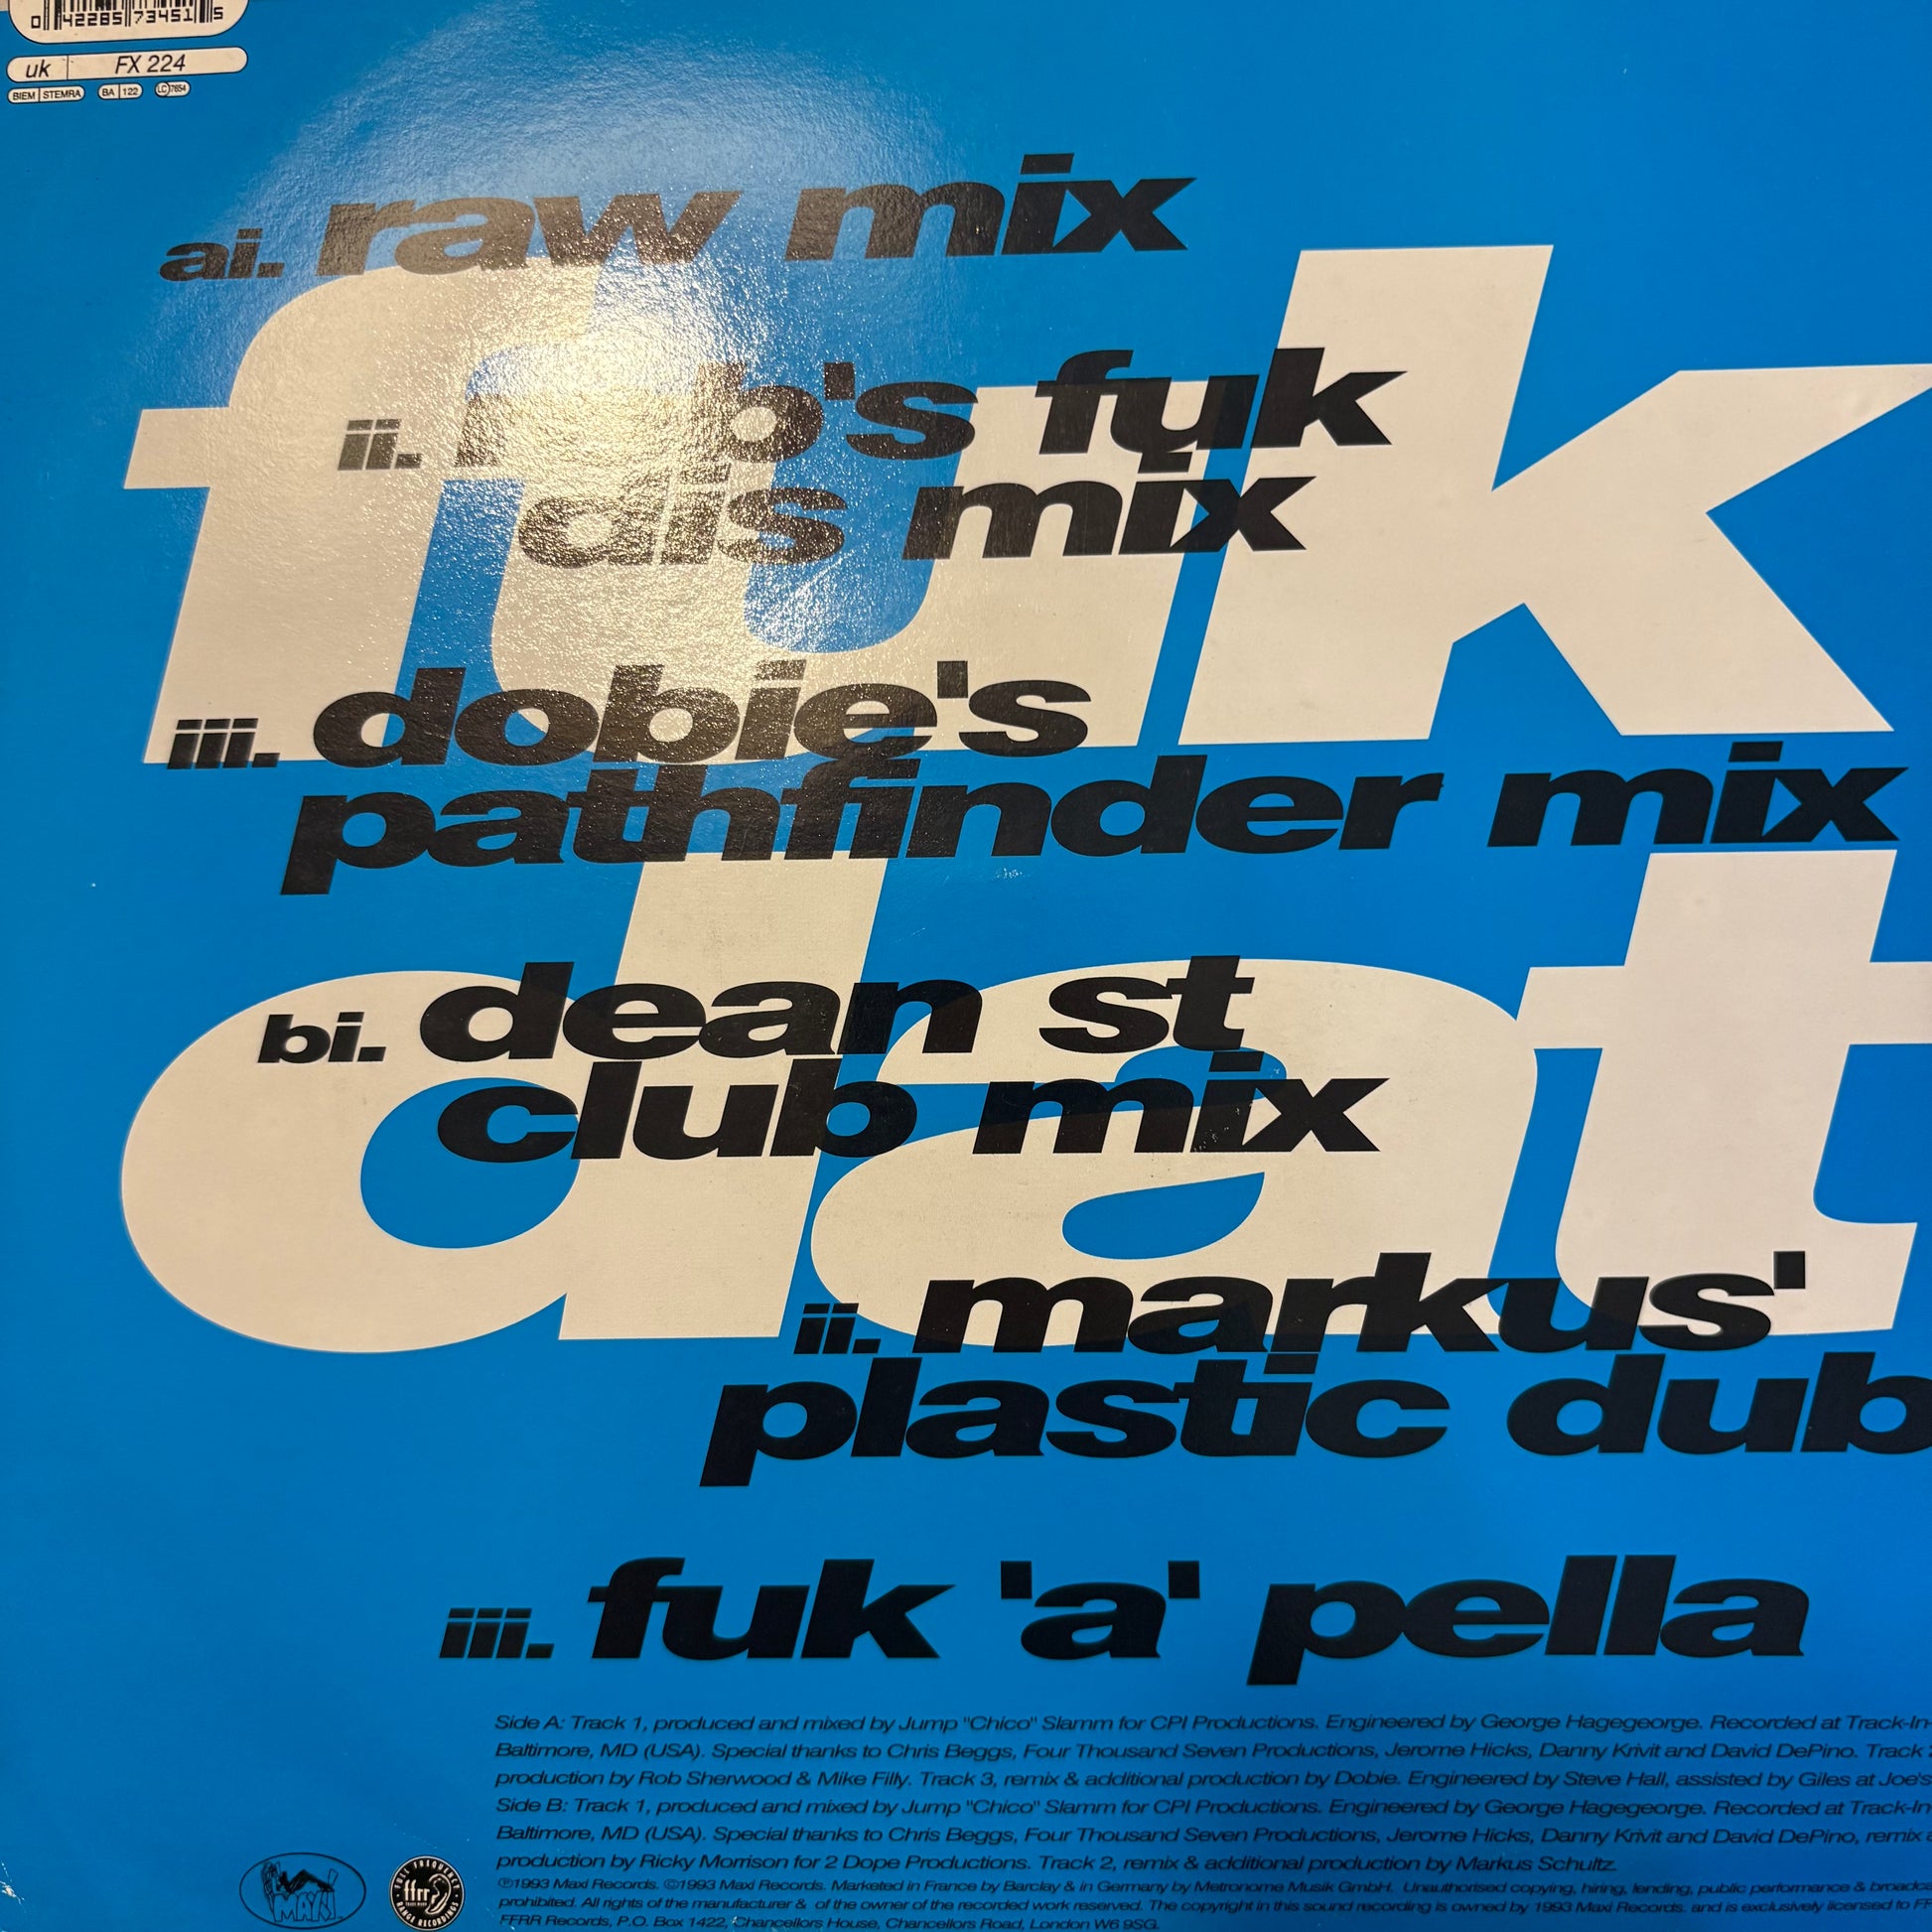 0 42285 73451 5
uk FX 224
BIEM STEMRA BA 122 LC 7654
ai. raw mix
ii. rob's fuk
dis mix
iii. dobie's
pathfinder mix
fuk
dat
bi. dean st
club mix
ii. markus'
plastic dub
iii. fuk 'a' pella
Side A: Track 1, produced and mixed by Jump "Chico" Slamm for CPI Productions. Engineered by George Hagegeorge. Recorded at Track-In-
Baltimore, MD (USA). Special thanks to Chris Beggs, Four Thousand Seven Productions, Jerome Hicks, Danny Krivit and David DePino. Track
production by Rob Sherwood & Mike Filly. Track 3, remix & additional production by Dobie. Engineered by Steve Hall, assisted by Giles at Joe's
Side B: Track 1, produced and mixed by Jump "Chico" Slamm for CPI Productions. Engineered by George Hagegeorge. Recorded at Track-In-
Baltimore, MD (USA). Special thanks to Chris Beggs, Four Thousand Seven Productions, Jerome Hicks, Danny Krivit and David DePino, remix
production by Ricky Morrison for 2 Dope Productions. Track 2, remix & additional production by Markus Schultz.
℗1993 Maxi Records. ©1993 Maxi Records. Marketed in France by Barclay & in Germany by Metronome Musik GmbH. Unauthorised copying, hiring, lending, public performance &
prohibited. All rights of the manufacturer & of the owner of the recorded work reserved. The copyright in this sound recording is owned by 1993 Maxi Records. and is exclusively licensed to
FFRR Records, P.O. Box 1422, Chancellors House, Chancellors Road, London W6 9SG.
MAXI
FULL FREQUENCY
ffrr
RANGE RECORDINGS